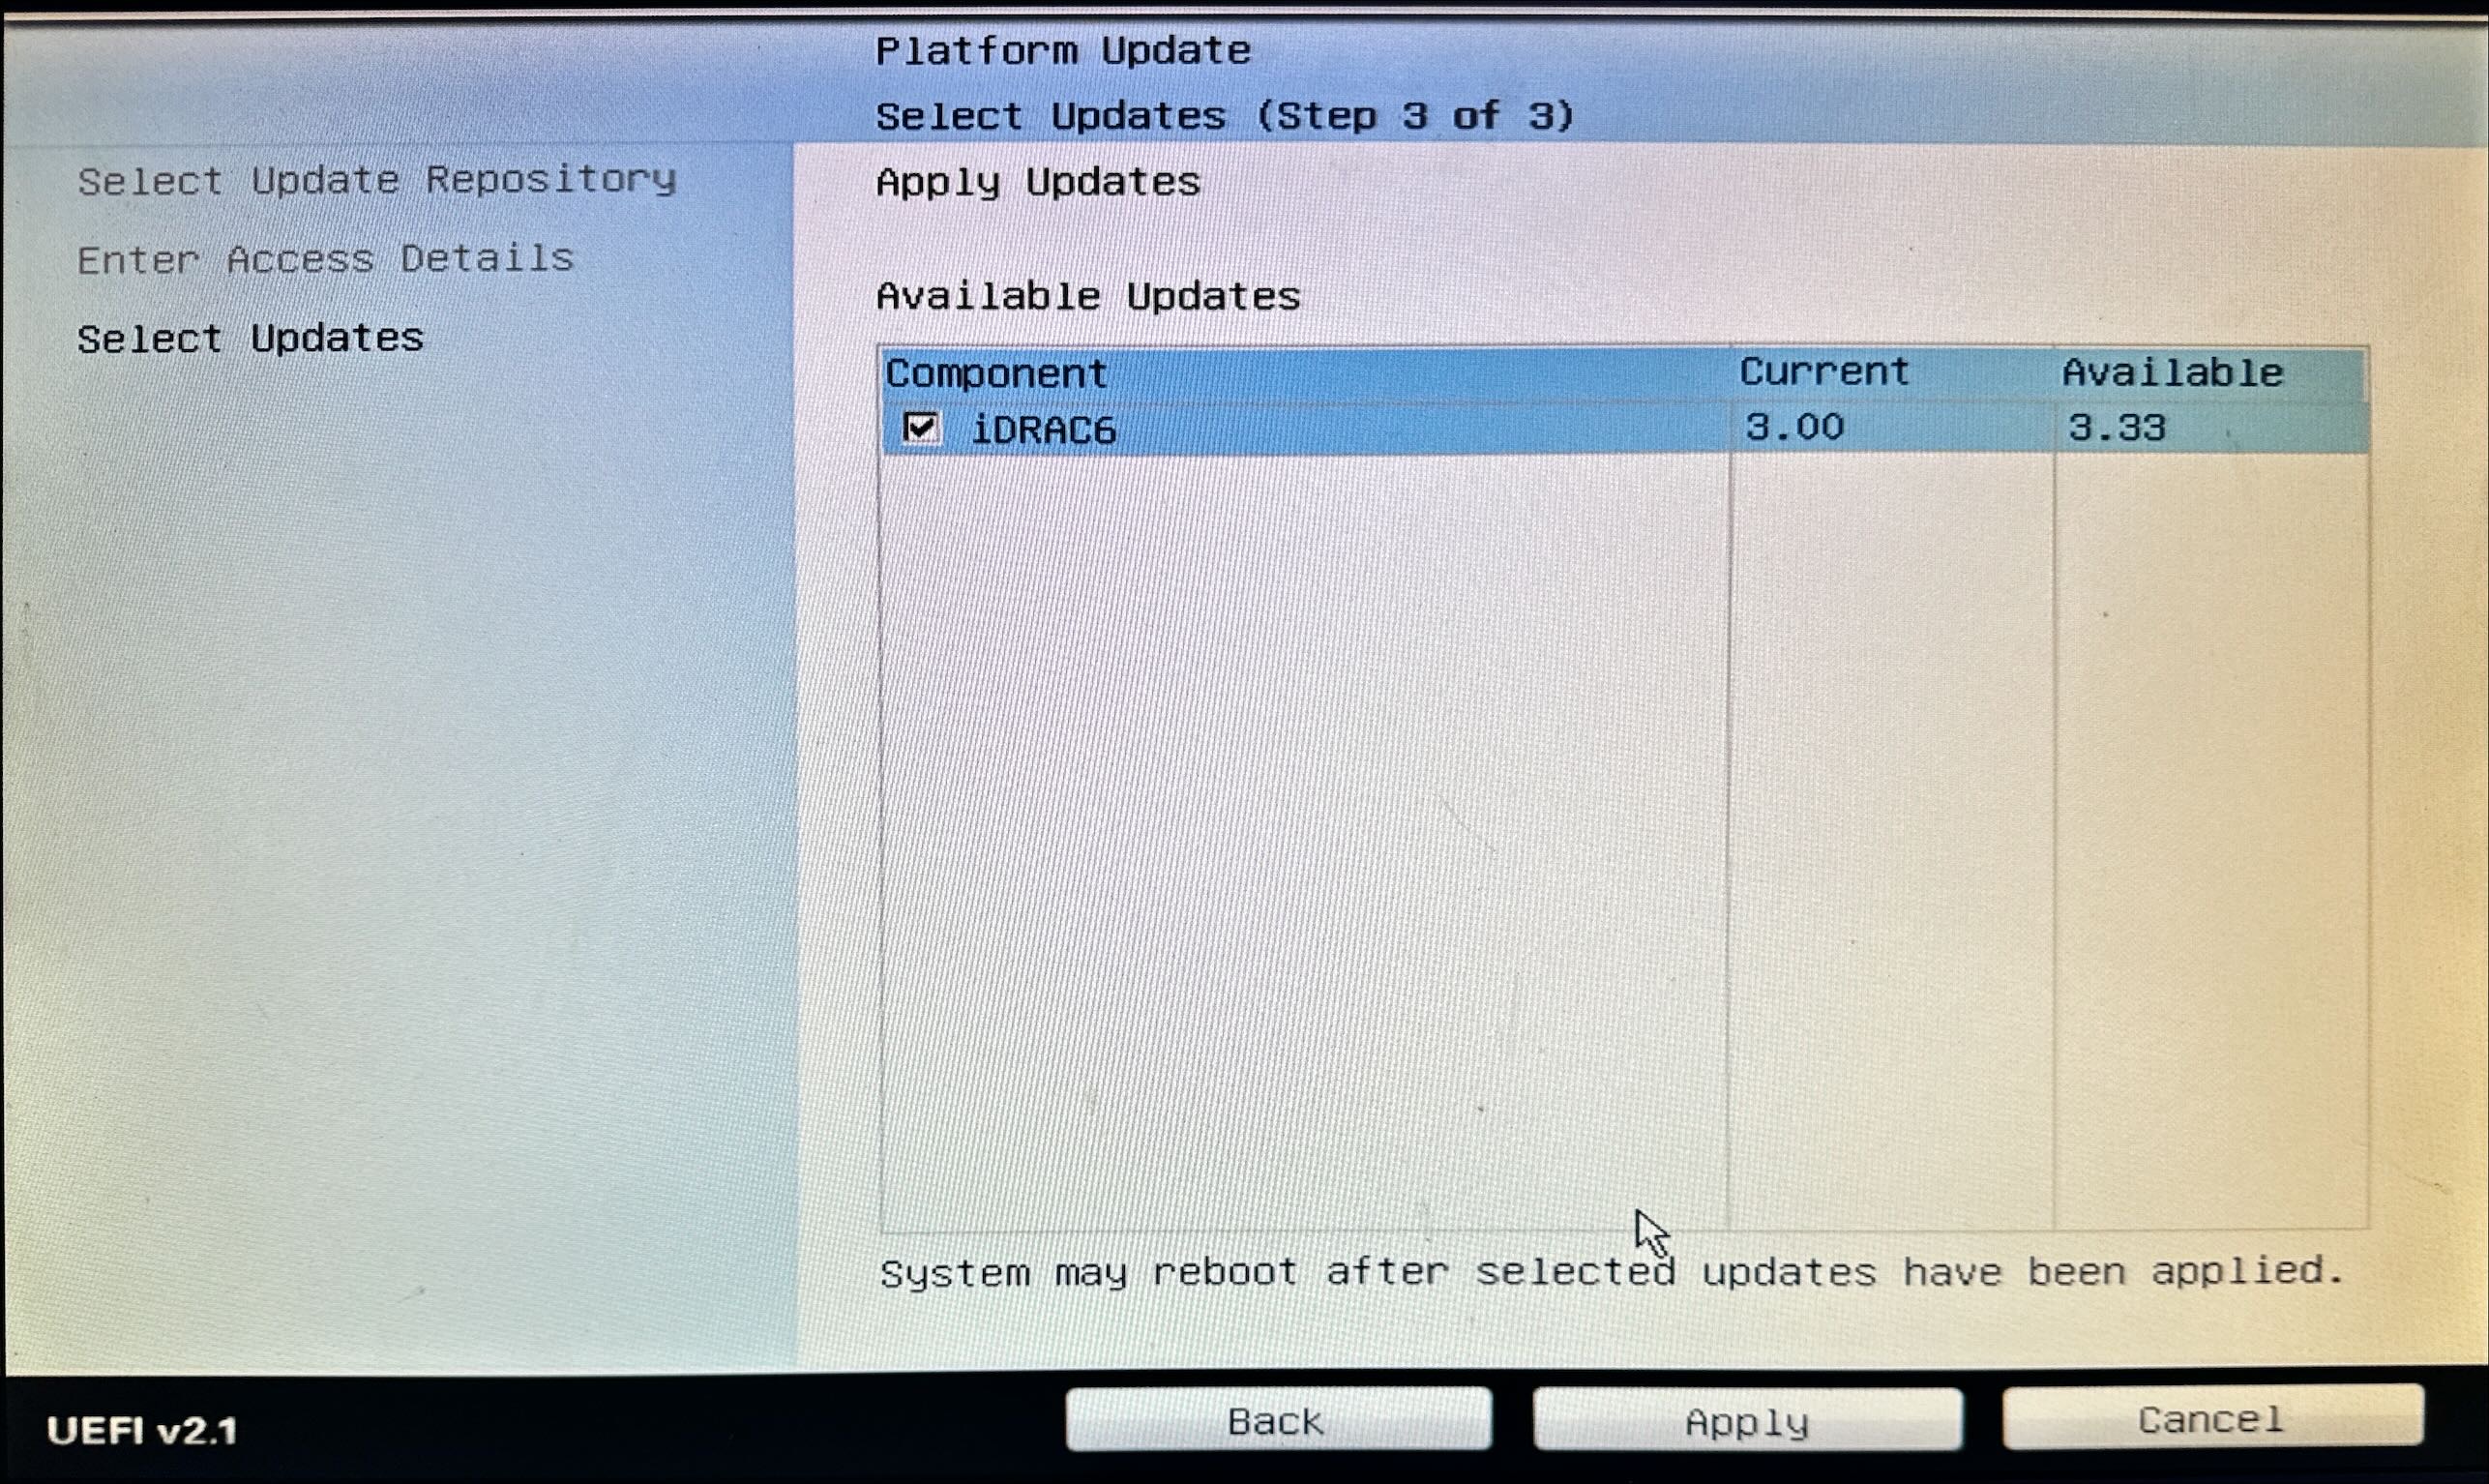 Platform Update
Select Updates (Step 3 of 3)
Select Update Repository
Enter Access Details
Select Updates
Apply Updates
Available Updates
Component Current Available
iDRAC6 3.00 3.33
System may reboot after selected updates have been applied.
UEFI v2.1
Back Apply Cancel